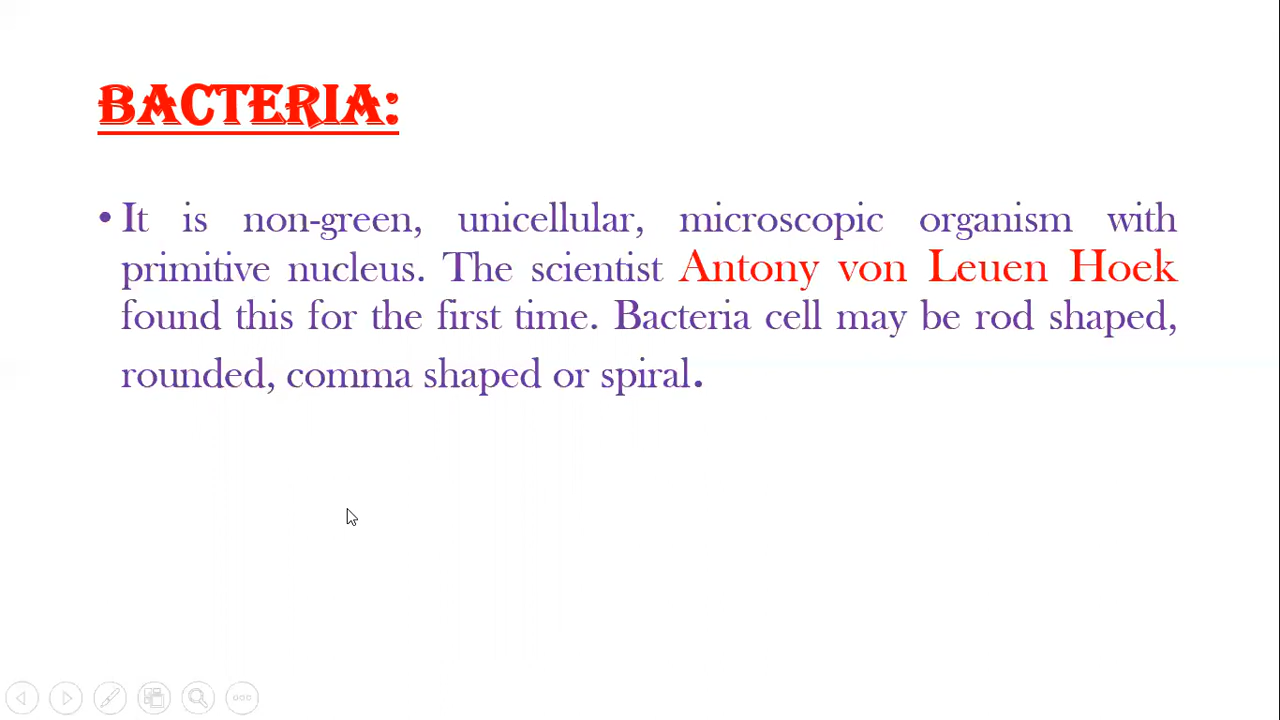 BACTERIA:
• It is non-green, unicellular, microscopic organism with
primitive nucleus. The scientist Antony von Leuen Hoek
found this for the first time. Bacteria cell may be rod shaped,
rounded, comma shaped or spiral.